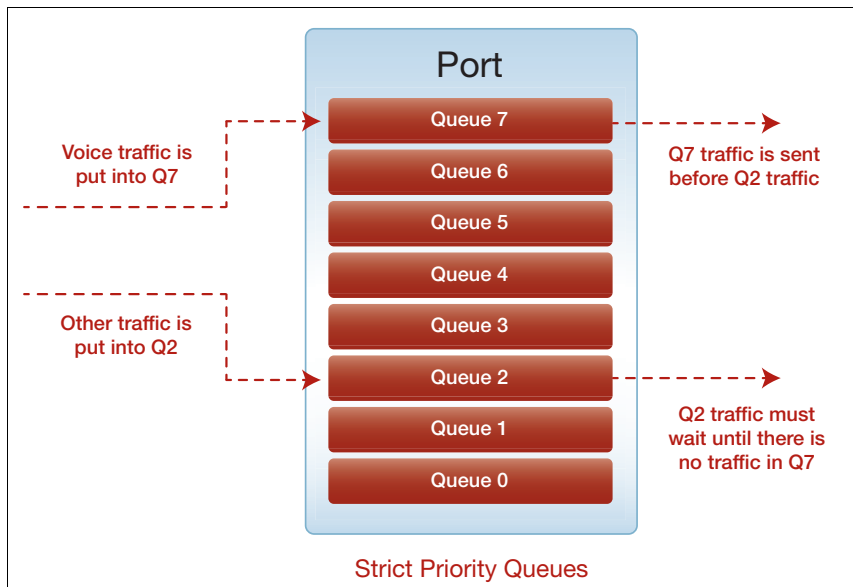 Port
Queue 7
Queue 6
Queue 5
Queue 4
Queue 3
Queue 2
Queue 1
Queue 0
Voice traffic is
put into Q7
Other traffic is
put into Q2
Q7 traffic is sent
before Q2 traffic
Q2 traffic must
wait until there is
no traffic in Q7
Strict Priority Queues